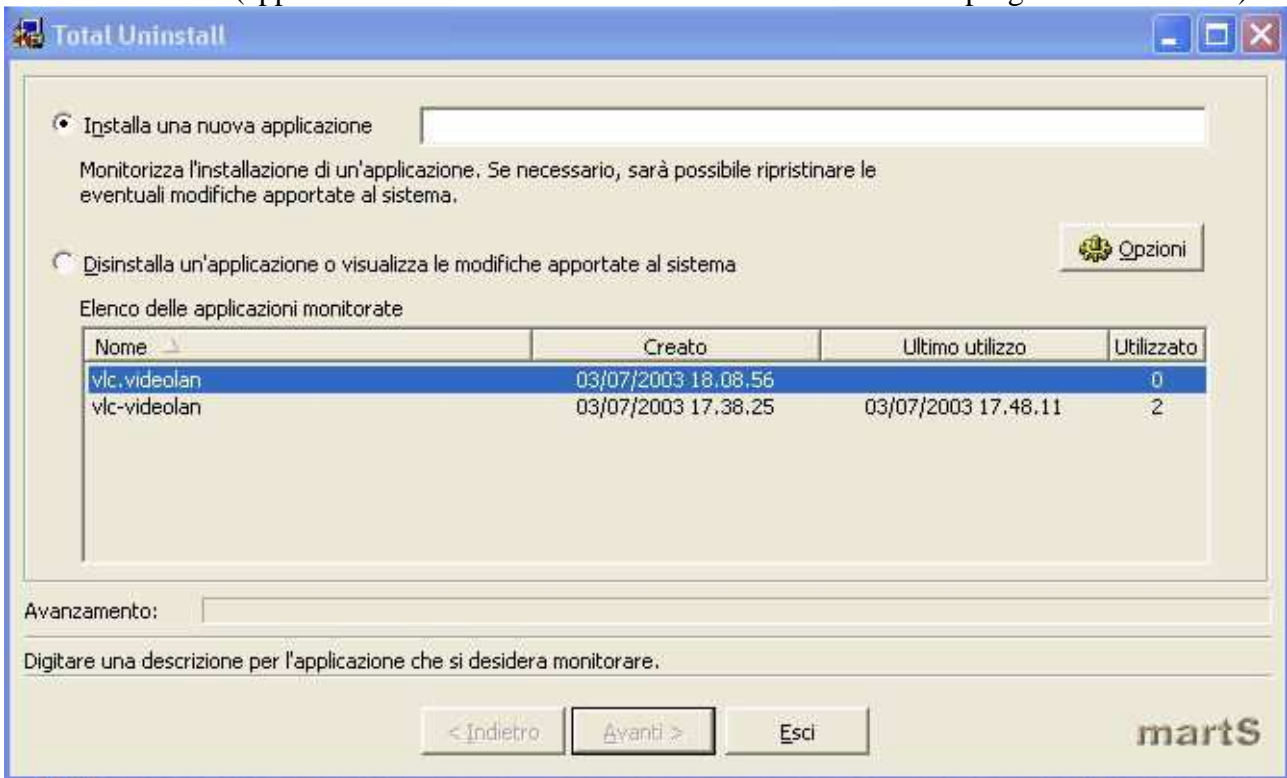 Total Uninstall
Installa una nuova applicazione
Monitorizza l'installazione di un'applicazione. Se necessario, sarà possibile ripristinare le
eventuali modifiche apportate al sistema.
Opzioni
Disinstalla un'applicazione o visualizza le modifiche apportate al sistema
Elenco delle applicazioni monitorate
Nome Creato Ultimo utilizzo Utilizzato
vlc.videolan 03/07/2003 18.08.56 0
vlc-videolan 03/07/2003 17.38.25 03/07/2003 17.48.11 2
Avanzamento:
Digitare una descrizione per l'applicazione che si desidera monitorare.
< Indietro Avanti > Esci martS